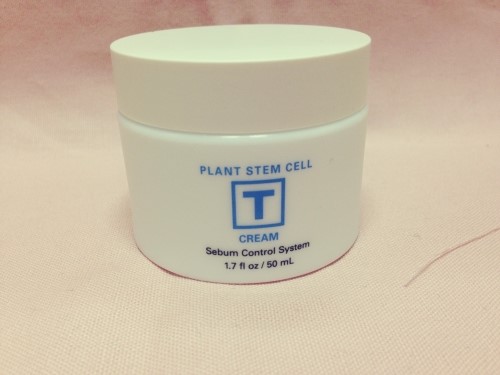 PLANT STEM CELL
T
CREAM
Sebum Control System
1.7 fl oz / 50 mL